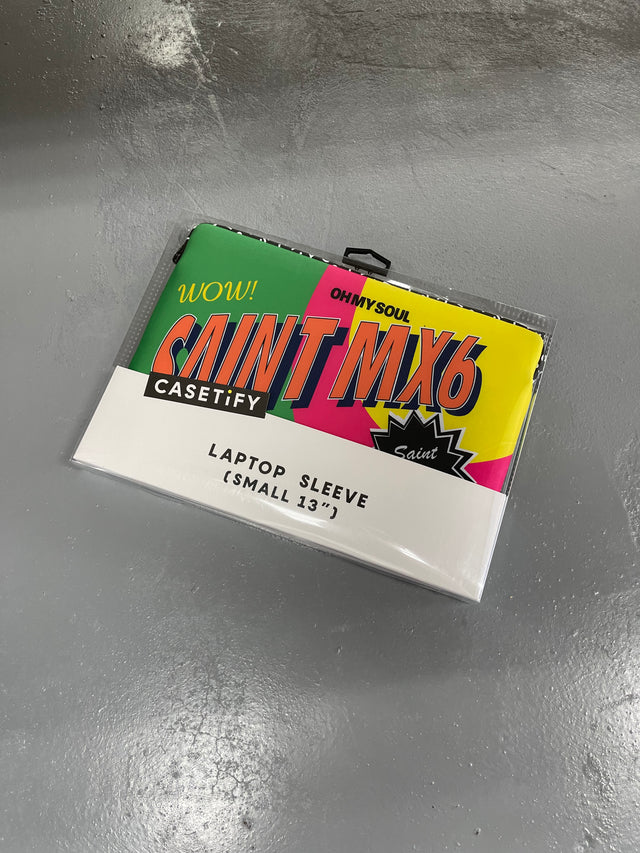 WOW!
OH MY SOUL
SAINT MX6
Saint
CASETiFY
LAPTOP SLEEVE
(SMALL 13")